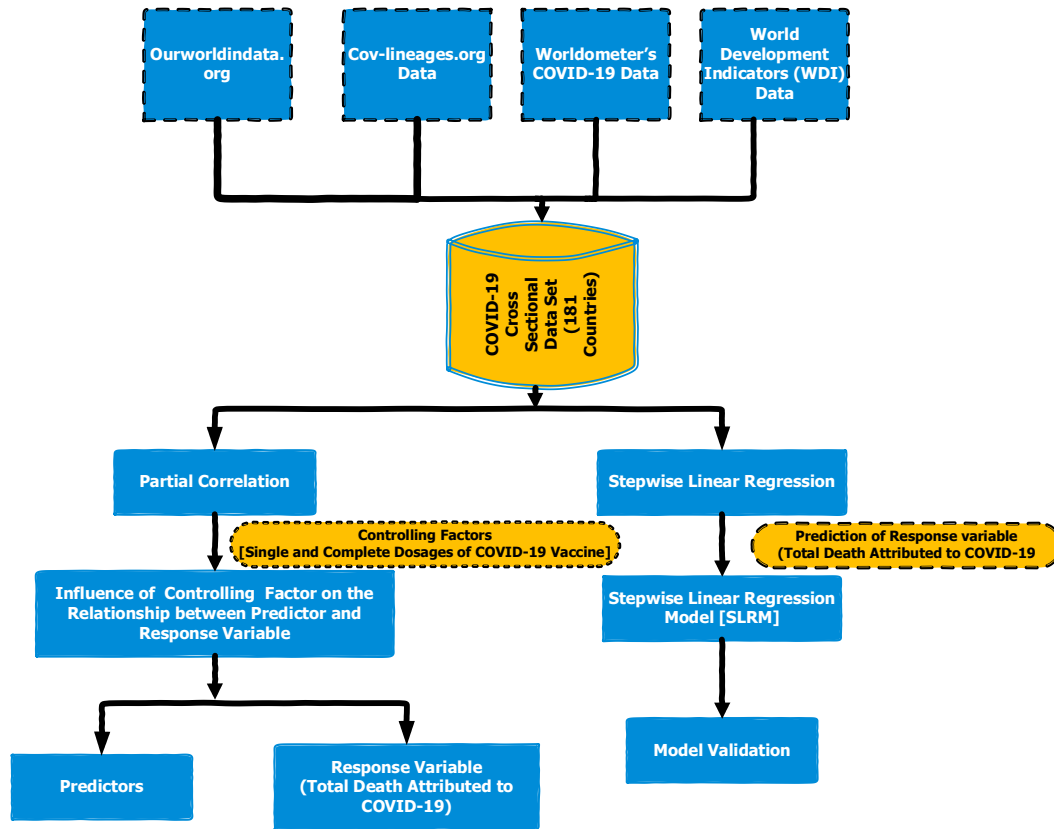 Ourworldindata.
org
Cov-lineages.org
Data
Worldometer's
COVID-19 Data
World
Development
Indicators (WDI)
Data
COVID-19
Cross
Sectional
Data Set
(181
Countries)
Partial Correlation
Stepwise Linear Regression
Controlling Factors
[Single and Complete Dosages of COVID-19 Vaccine]
Prediction of Response variable
(Total Death Attributed to COVID-19
Influence of Controlling Factor on the
Relationship between Predictor and
Response Variable
Stepwise Linear Regression
Model [SLRM]
Predictors
Response Variable
(Total Death Attributed to
COVID-19)
Model Validation